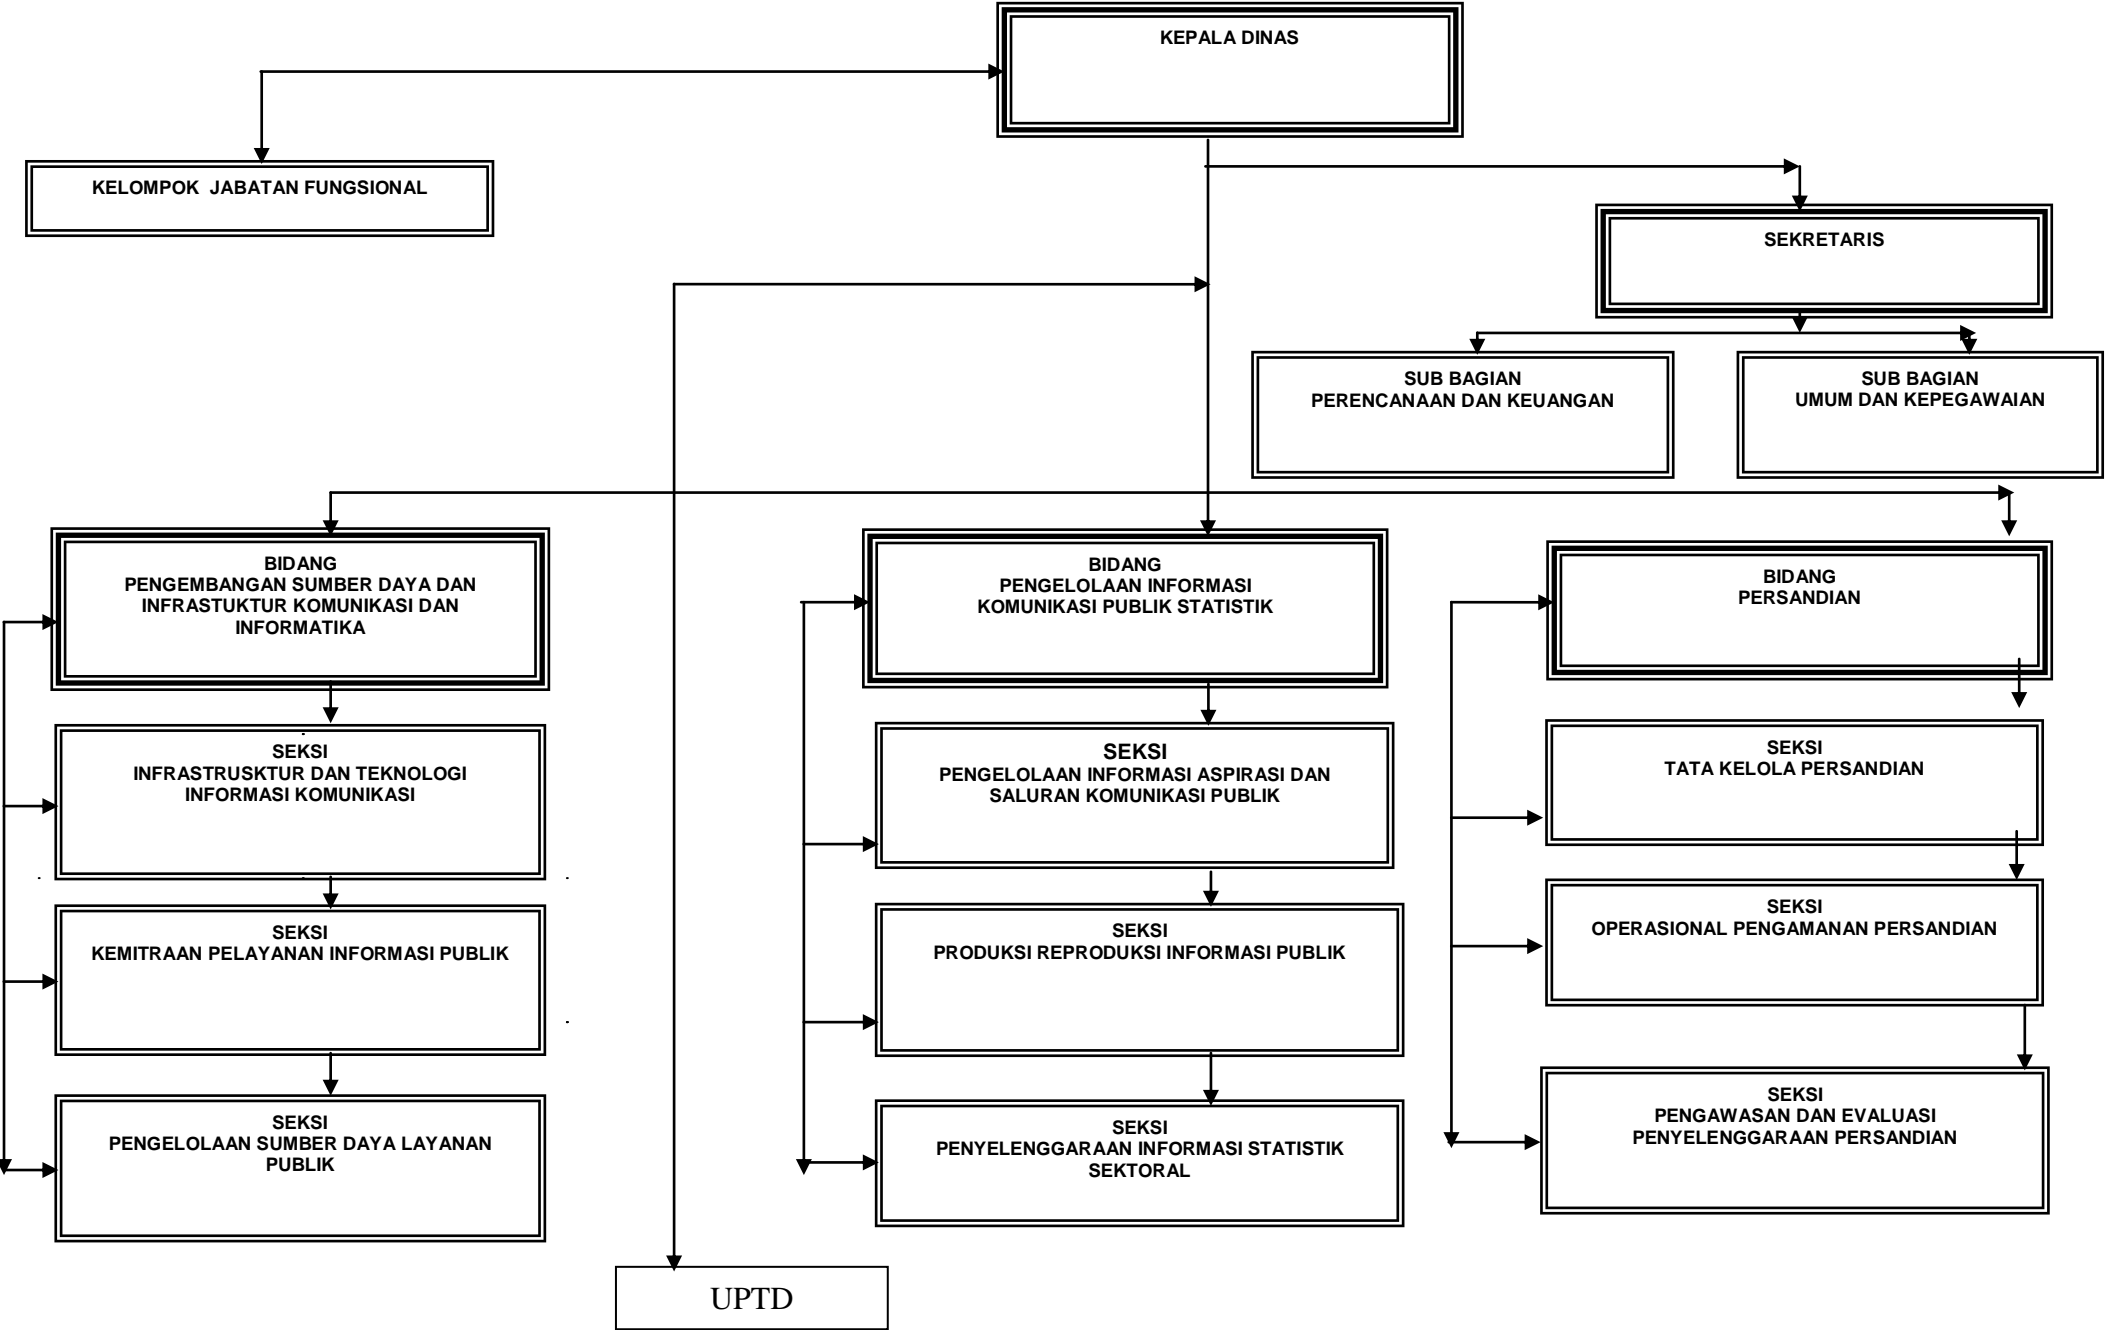 KEPALA DINAS
KELOMPOK JABATAN FUNGSIONAL
SEKRETARIS
SUB BAGIAN
PERENCANAAN DAN KEUANGAN
SUB BAGIAN
UMUM DAN KEPEGAWAIAN
BIDANG
PENGEMBANGAN SUMBER DAYA DAN
INFRASTUKTUR KOMUNIKASI DAN
INFORMATIKA
BIDANG
PENGELOLAAN INFORMASI
KOMUNIKASI PUBLIK STATISTIK
BIDANG
PERSANDIAN
SEKSI
INFRASTRUSKTUR DAN TEKNOLOGI
INFORMASI KOMUNIKASI
SEKSI
PENGELOLAAN INFORMASI ASPIRASI DAN
SALURAN KOMUNIKASI PUBLIK
SEKSI
TATA KELOLA PERSANDIAN
SEKSI
KEMITRAAN PELAYANAN INFORMASI PUBLIK
SEKSI
PRODUKSI REPRODUKSI INFORMASI PUBLIK
SEKSI
OPERASIONAL PENGAMANAN PERSANDIAN
SEKSI
PENGELOLAAN SUMBER DAYA LAYANAN
PUBLIK
SEKSI
PENYELENGGARAAN INFORMASI STATISTIK
SEKTORAL
SEKSI
PENGAWASAN DAN EVALUASI
PENYELENGGARAAN PERSANDIAN
UPTD